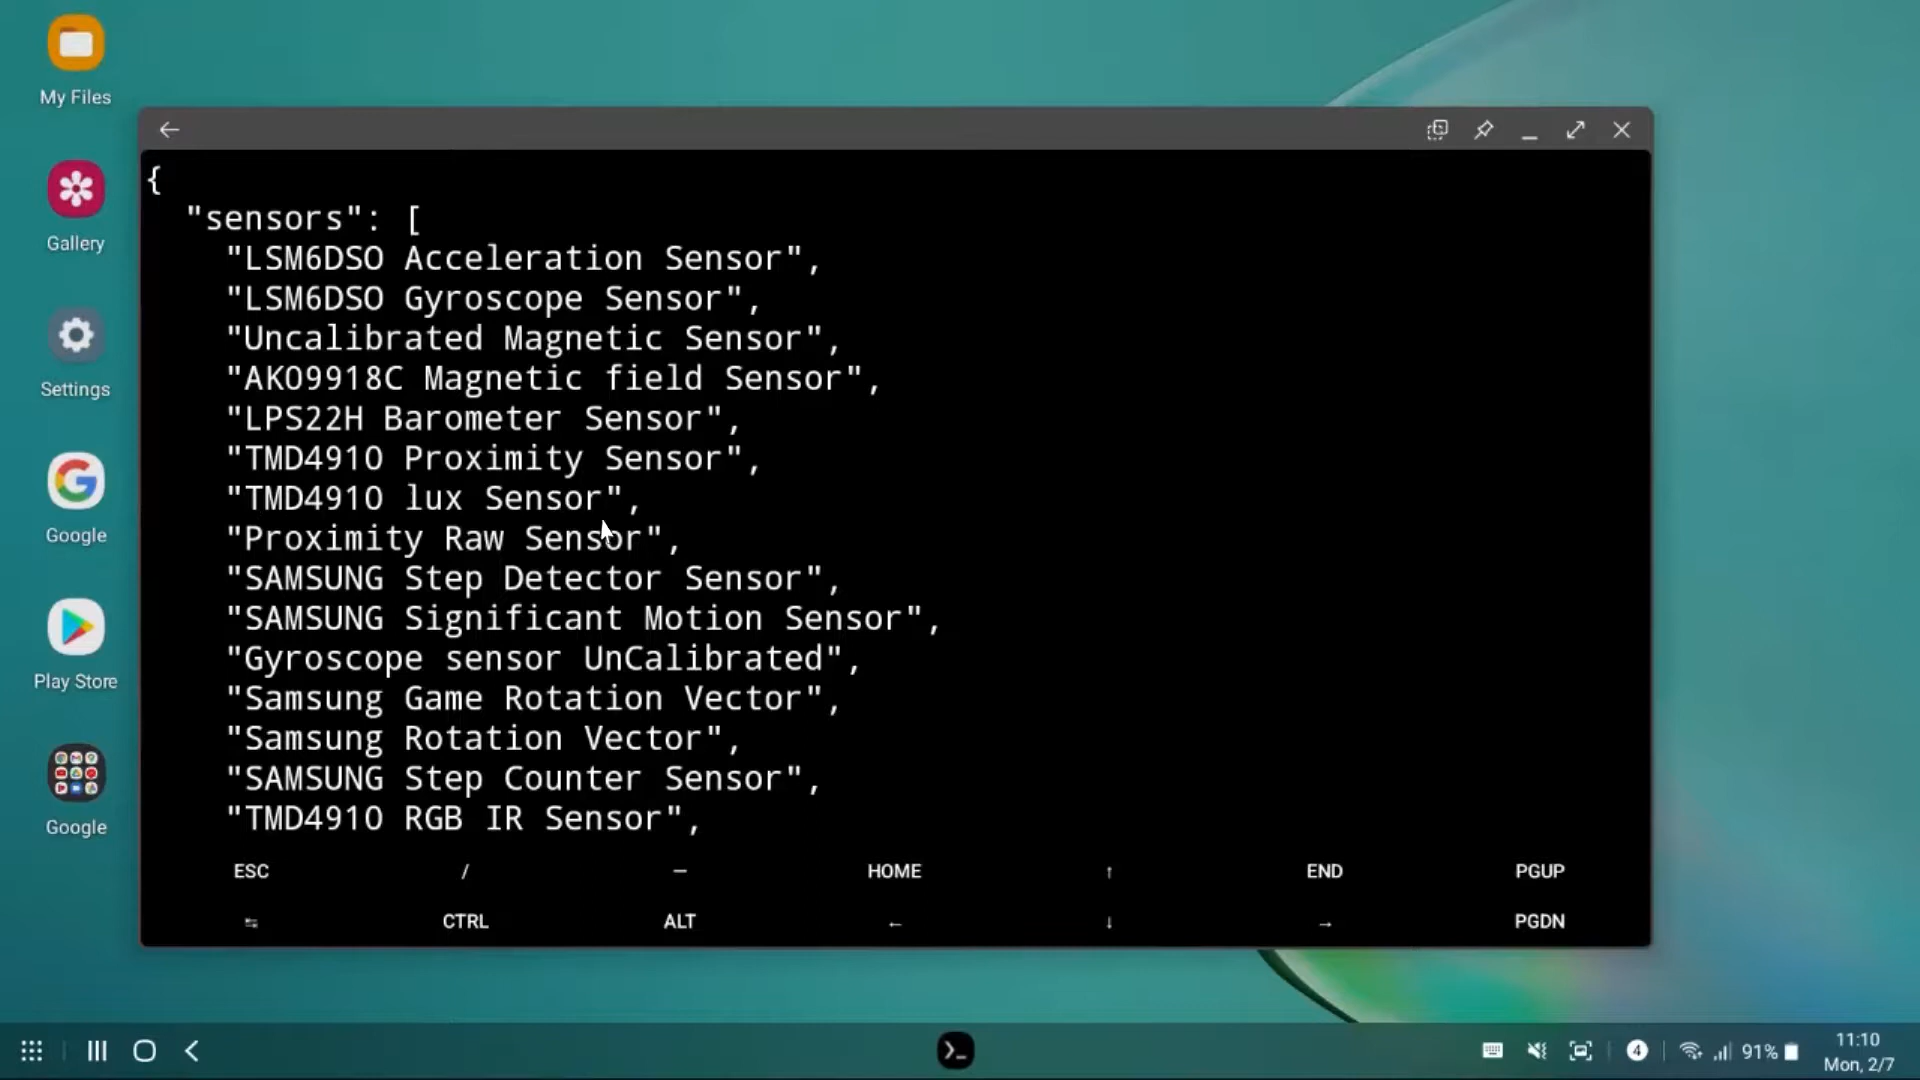 My Files
Gallery
Settings
Google
Play Store
Google
{
"sensors": [
"LSM6DSO Acceleration Sensor",
"LSM6DSO Gyroscope Sensor",
"Uncalibrated Magnetic Sensor",
"AK09918C Magnetic field Sensor",
"LPS22H Barometer Sensor",
"TMD4910 Proximity Sensor",
"TMD4910 lux Sensor",
"Proximity Raw Sensor",
"SAMSUNG Step Detector Sensor",
"SAMSUNG Significant Motion Sensor",
"Gyroscope sensor UnCalibrated",
"Samsung Game Rotation Vector",
"Samsung Rotation Vector",
"SAMSUNG Step Counter Sensor",
"TMD4910 RGB IR Sensor",
ESC / — HOME ↑ END PGUP
⇆ CTRL ALT ← ↓ → PGDN
4 91% 11:10
Mon, 2/7